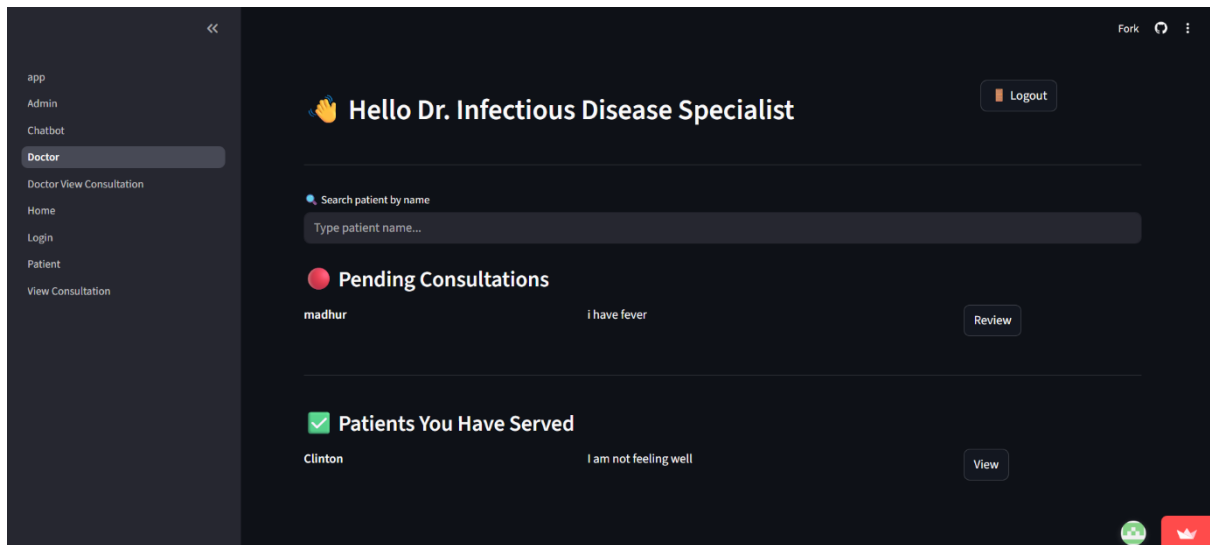 Fork
app
Admin
Chatbot
Doctor
Doctor View Consultation
Home
Login
Patient
View Consultation
Hello Dr. Infectious Disease Specialist
Logout
Search patient by name
Type patient name...
Pending Consultations
madhur i have fever Review
Patients You Have Served
Clinton I am not feeling well View